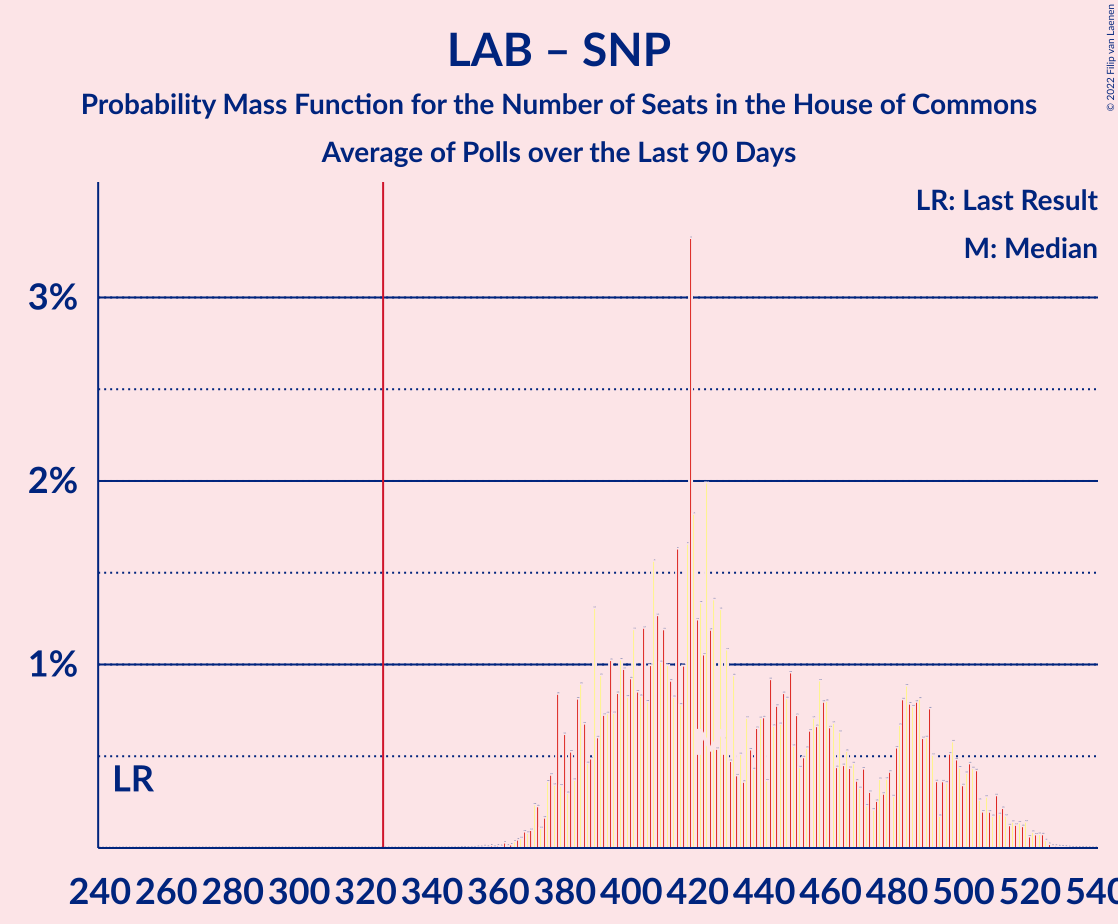 LAB – SNP
Probability Mass Function for the Number of Seats in the House of Commons
Average of Polls over the Last 90 Days
© 2022 Filip van Laenen
LR: Last Result
M: Median
3%
2%
1%
LR
240 260 280 300 320 340 360 380 400 420 440 460 480 500 520 540